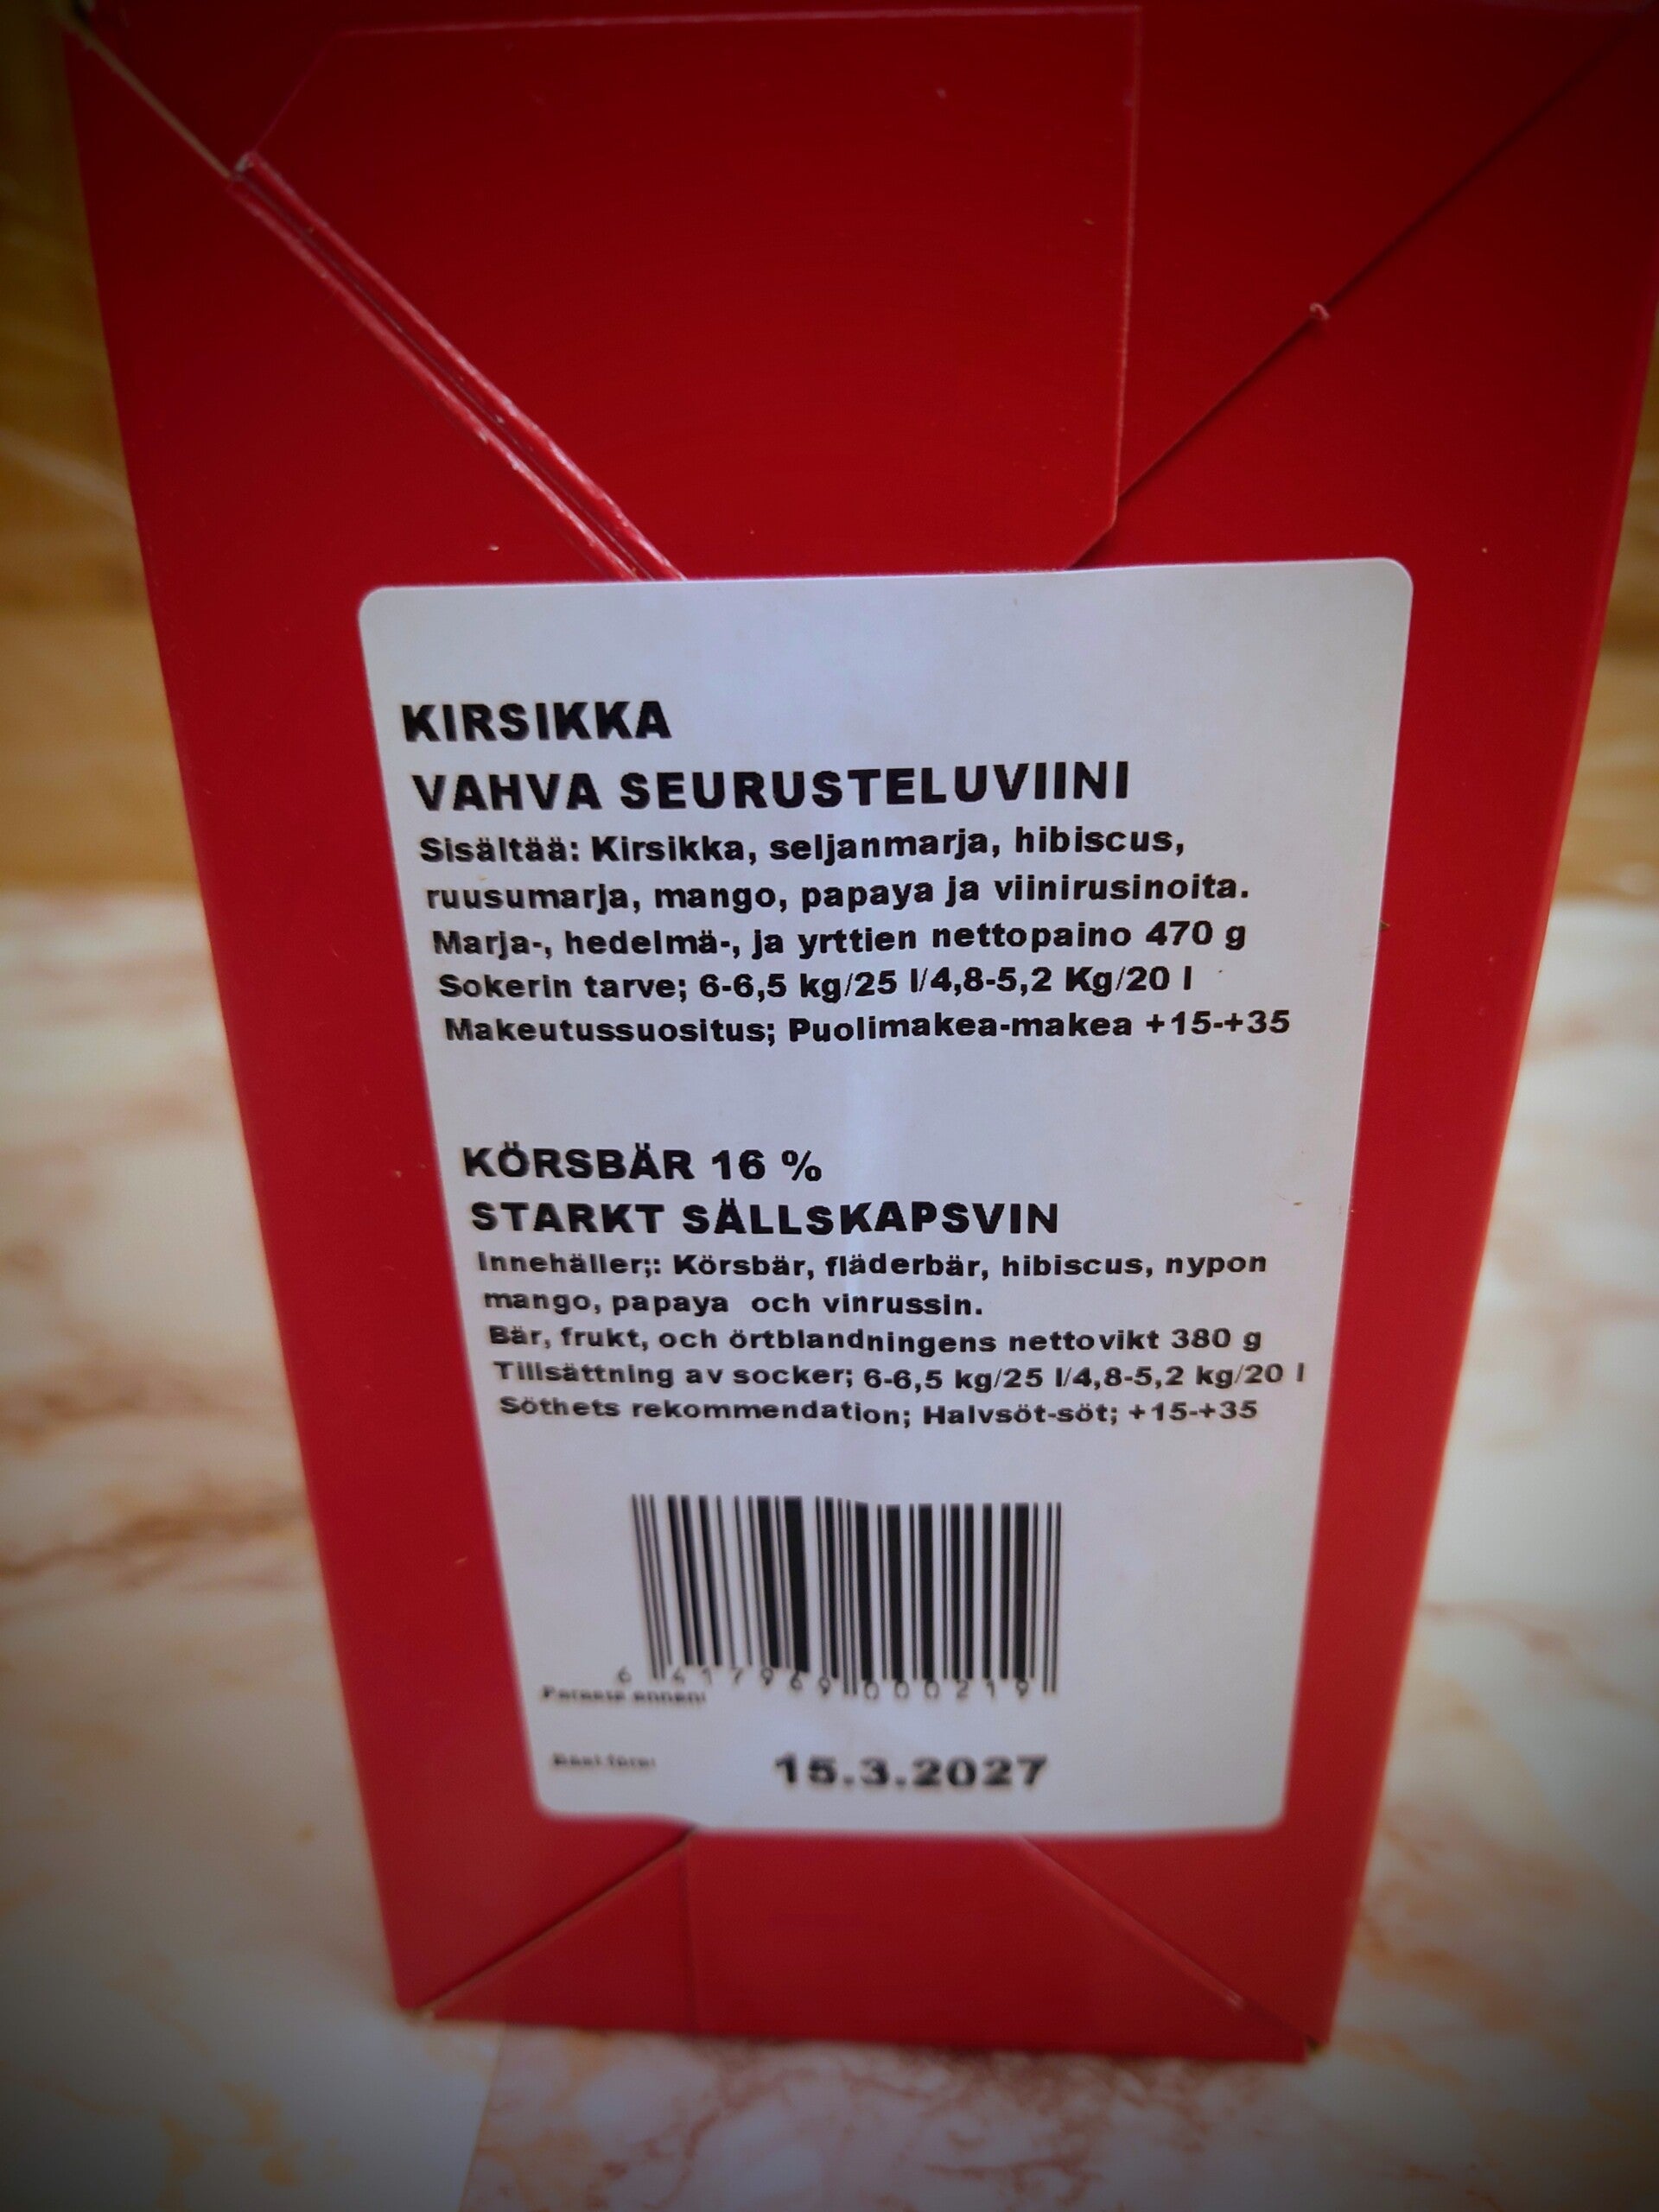 KIRSIKKA
VAHVA SEURUSTELUVIINI
Sisältää: Kirsikka, seljanmarja, hibiscus,
ruusumarja, mango, papaya ja viinirusinoita.
Marja-, hedelmä-, ja yrttien nettopaino 470 g
Sokerin tarve; 6-6,5 kg/25 l/4,8-5,2 Kg/20 l
Makeutussuositus; Puolimakea-makea +15-+35
KÖRSBÄR 16 %
STARKT SÄLLSKAPSVIN
Innehäller;: Körsbär, fläderbär, hibiscus, nypon
mango, papaya och vinrussin.
Bär, frukt, och örtblandningens nettovikt 380 g
Tillsättning av socker; 6-6,5 kg/25 l/4,8-5,2 kg/20 l
Söthets rekommendation; Halvsöt-söt; +15-+35
6 417969 000219
Parasta ennen:
Bäst före:
15.3.2027